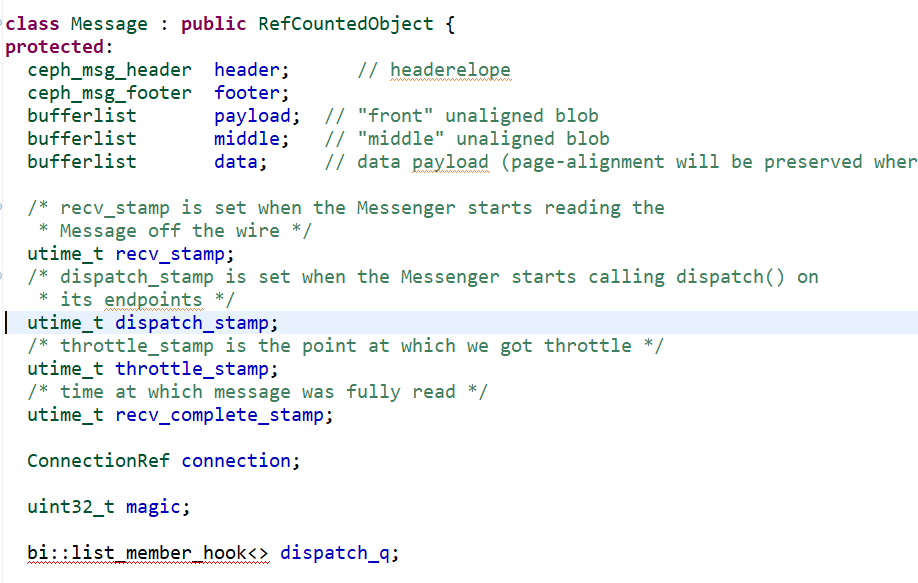 class Message : public RefCountedObject {
protected:
  ceph_msg_header  header;      // headerelope
  ceph_msg_footer  footer;
  bufferlist       payload;  // "front" unaligned blob
  bufferlist       middle;   // "middle" unaligned blob
  bufferlist       data;     // data payload (page-alignment will be preserved wher
  /* recv_stamp is set when the Messenger starts reading the
   * Message off the wire */
  utime_t recv_stamp;
  /* dispatch_stamp is set when the Messenger starts calling dispatch() on
   * its endpoints */
  utime_t dispatch_stamp;
  /* throttle_stamp is the point at which we got throttle */
  utime_t throttle_stamp;
  /* time at which message was fully read */
  utime_t recv_complete_stamp;
  ConnectionRef connection;
  uint32_t magic;
  bi::list_member_hook<> dispatch_q;